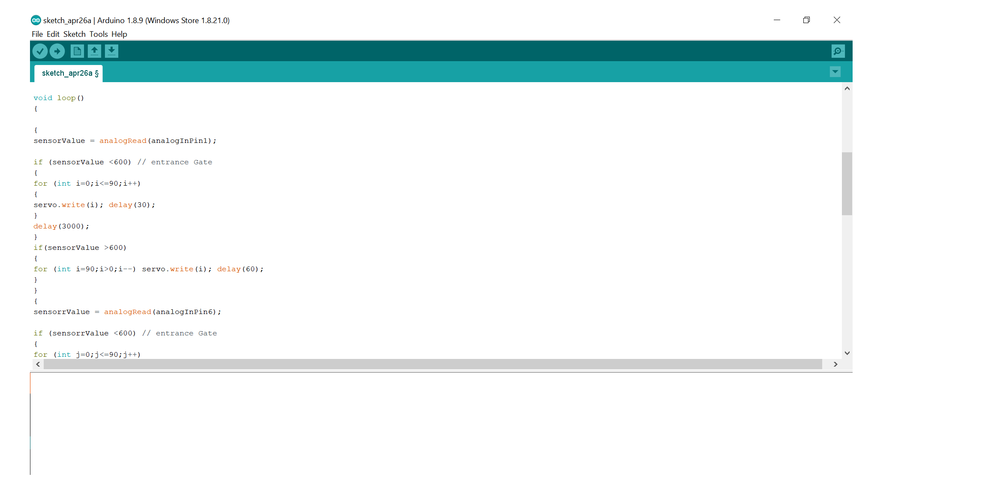 sketch_apr26a | Arduino 1.8.9 (Windows Store 1.8.21.0)
File Edit Sketch Tools Help
sketch_apr26a §
void loop()
{
{
sensorValue = analogRead(analogInPin1);
if (sensorValue <600) // entrance Gate
{
for (int i=0;i<=90;i++)
{
servo.write(i); delay(30);
}
delay(3000);
}
if(sensorValue >600)
{
for (int i=90;i>0;i--) servo.write(i); delay(60);
}
}
{
sensorrValue = analogRead(analogInPin6);
if (sensorrValue <600) // entrance Gate
{
for (int j=0;j<=90;j++)